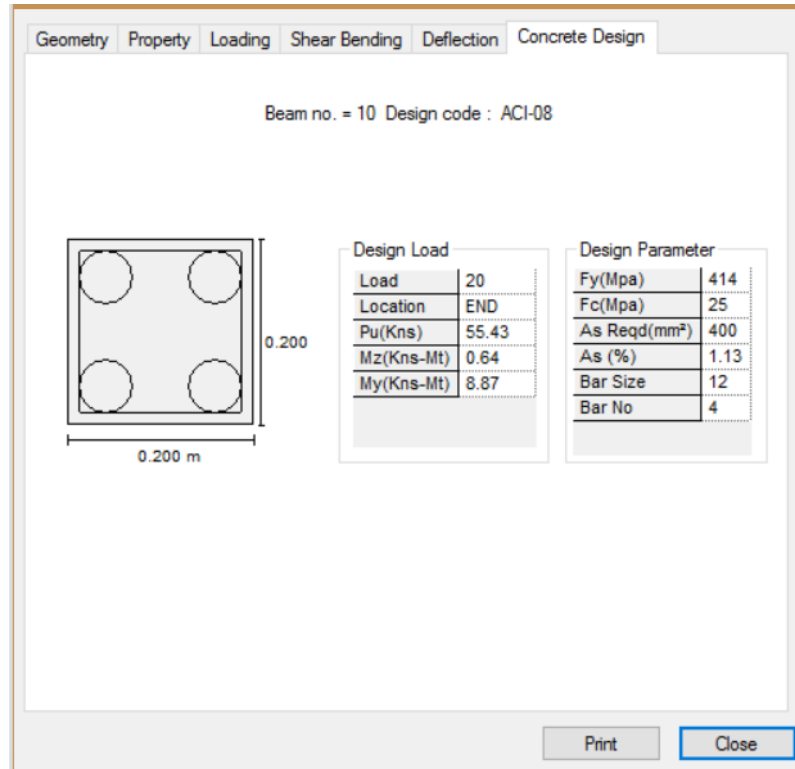 Geometry Property Loading Shear Bending Deflection Concrete Design
Beam no. = 10 Design code : ACI-08
0.200
0.200 m
Design Load
Load 20
Location END
Pu(Kns) 55.43
Mz(Kns-Mt) 0.64
My(Kns-Mt) 8.87
Design Parameter
Fy(Mpa) 414
Fc(Mpa) 25
As Reqd(mm²) 400
As (%) 1.13
Bar Size 12
Bar No 4
Print Close